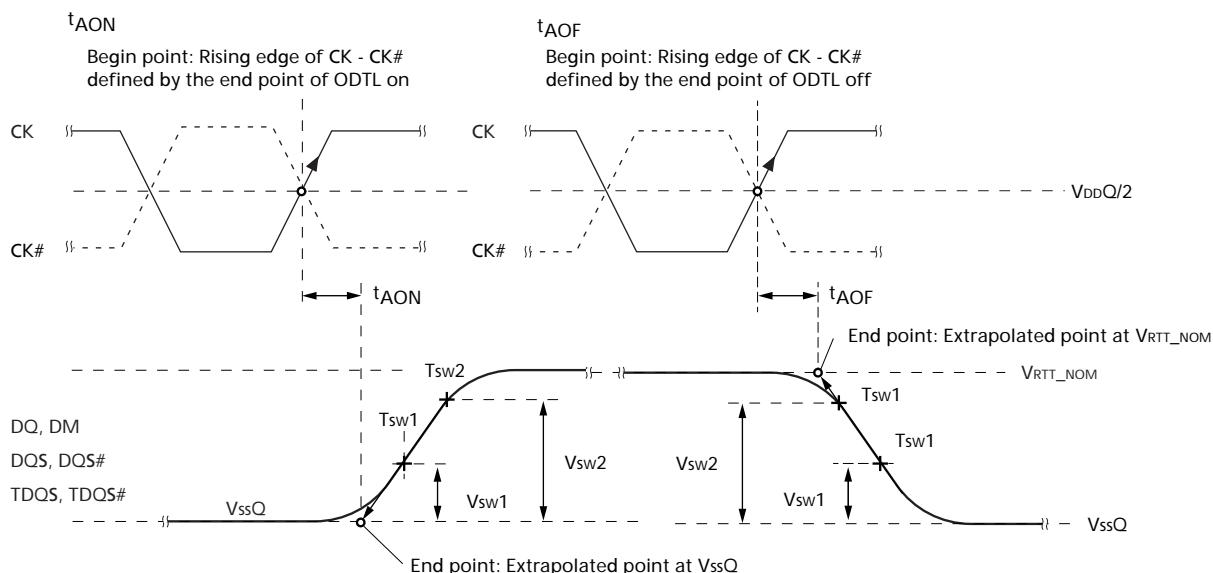 tAON
Begin point: Rising edge of CK - CK#
defined by the end point of ODTL on
tAOF
Begin point: Rising edge of CK - CK#
defined by the end point of ODTL off
CK
CK
VDDQ/2
CK#
CK#
tAON
tAOF
End point: Extrapolated point at VRTT_NOM
TSW2
VRTT_NOM
TSW1
TSW1
DQ, DM
DQS, DQS#
TDQS, TDQS#
TSW1
VSW2
VSW2
VSW1
VSW1
VssQ
VssQ
End point: Extrapolated point at VssQ